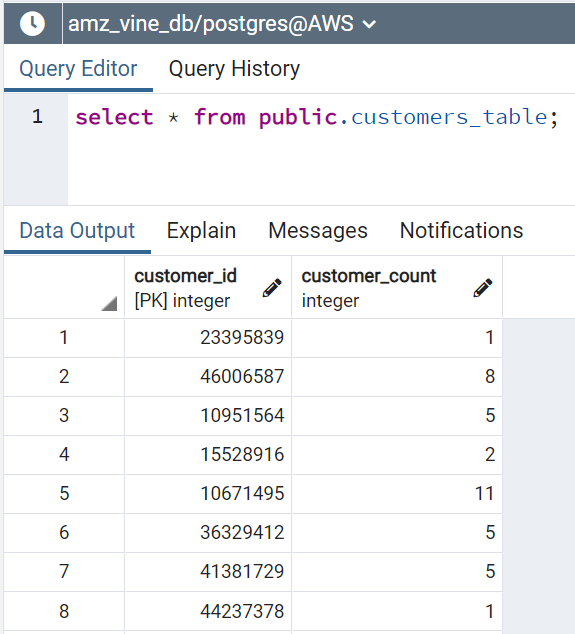 amz_vine_db/postgres@AWS
Query Editor Query History
1 select * from public.customers_table;
Data Output Explain Messages Notifications
customer_id customer_count
[PK] integer integer
1 23395839 1
2 46006587 8
3 10951564 5
4 15528916 2
5 10671495 11
6 36329412 5
7 41381729 5
8 44237378 1